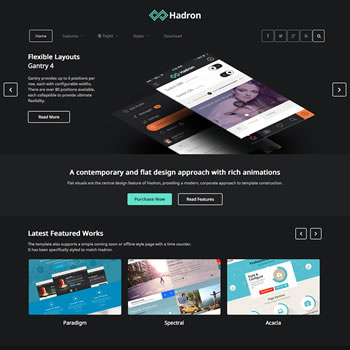 Hadron
Home
Features
Pages
Styles
Download
Flexible Layouts
Gantry 4
Gantry provides up to 6 positions per
row, each with configurable widths.
There are over 80 positions available,
each collapsible to provide ultimate
flexibility.
Read More
Hadron
A contemporary and flat design approach with rich animations
Flat visuals are the central design feature of Hadron, providing a modern, corporate approach to template construction.
Purchase Now
Read Features
Latest Featured Works
The template also supports a simple coming soon or offline style page with a time counter.
It has been specifically styled to match Hadron.
Paradigm
Spectral
Acacia